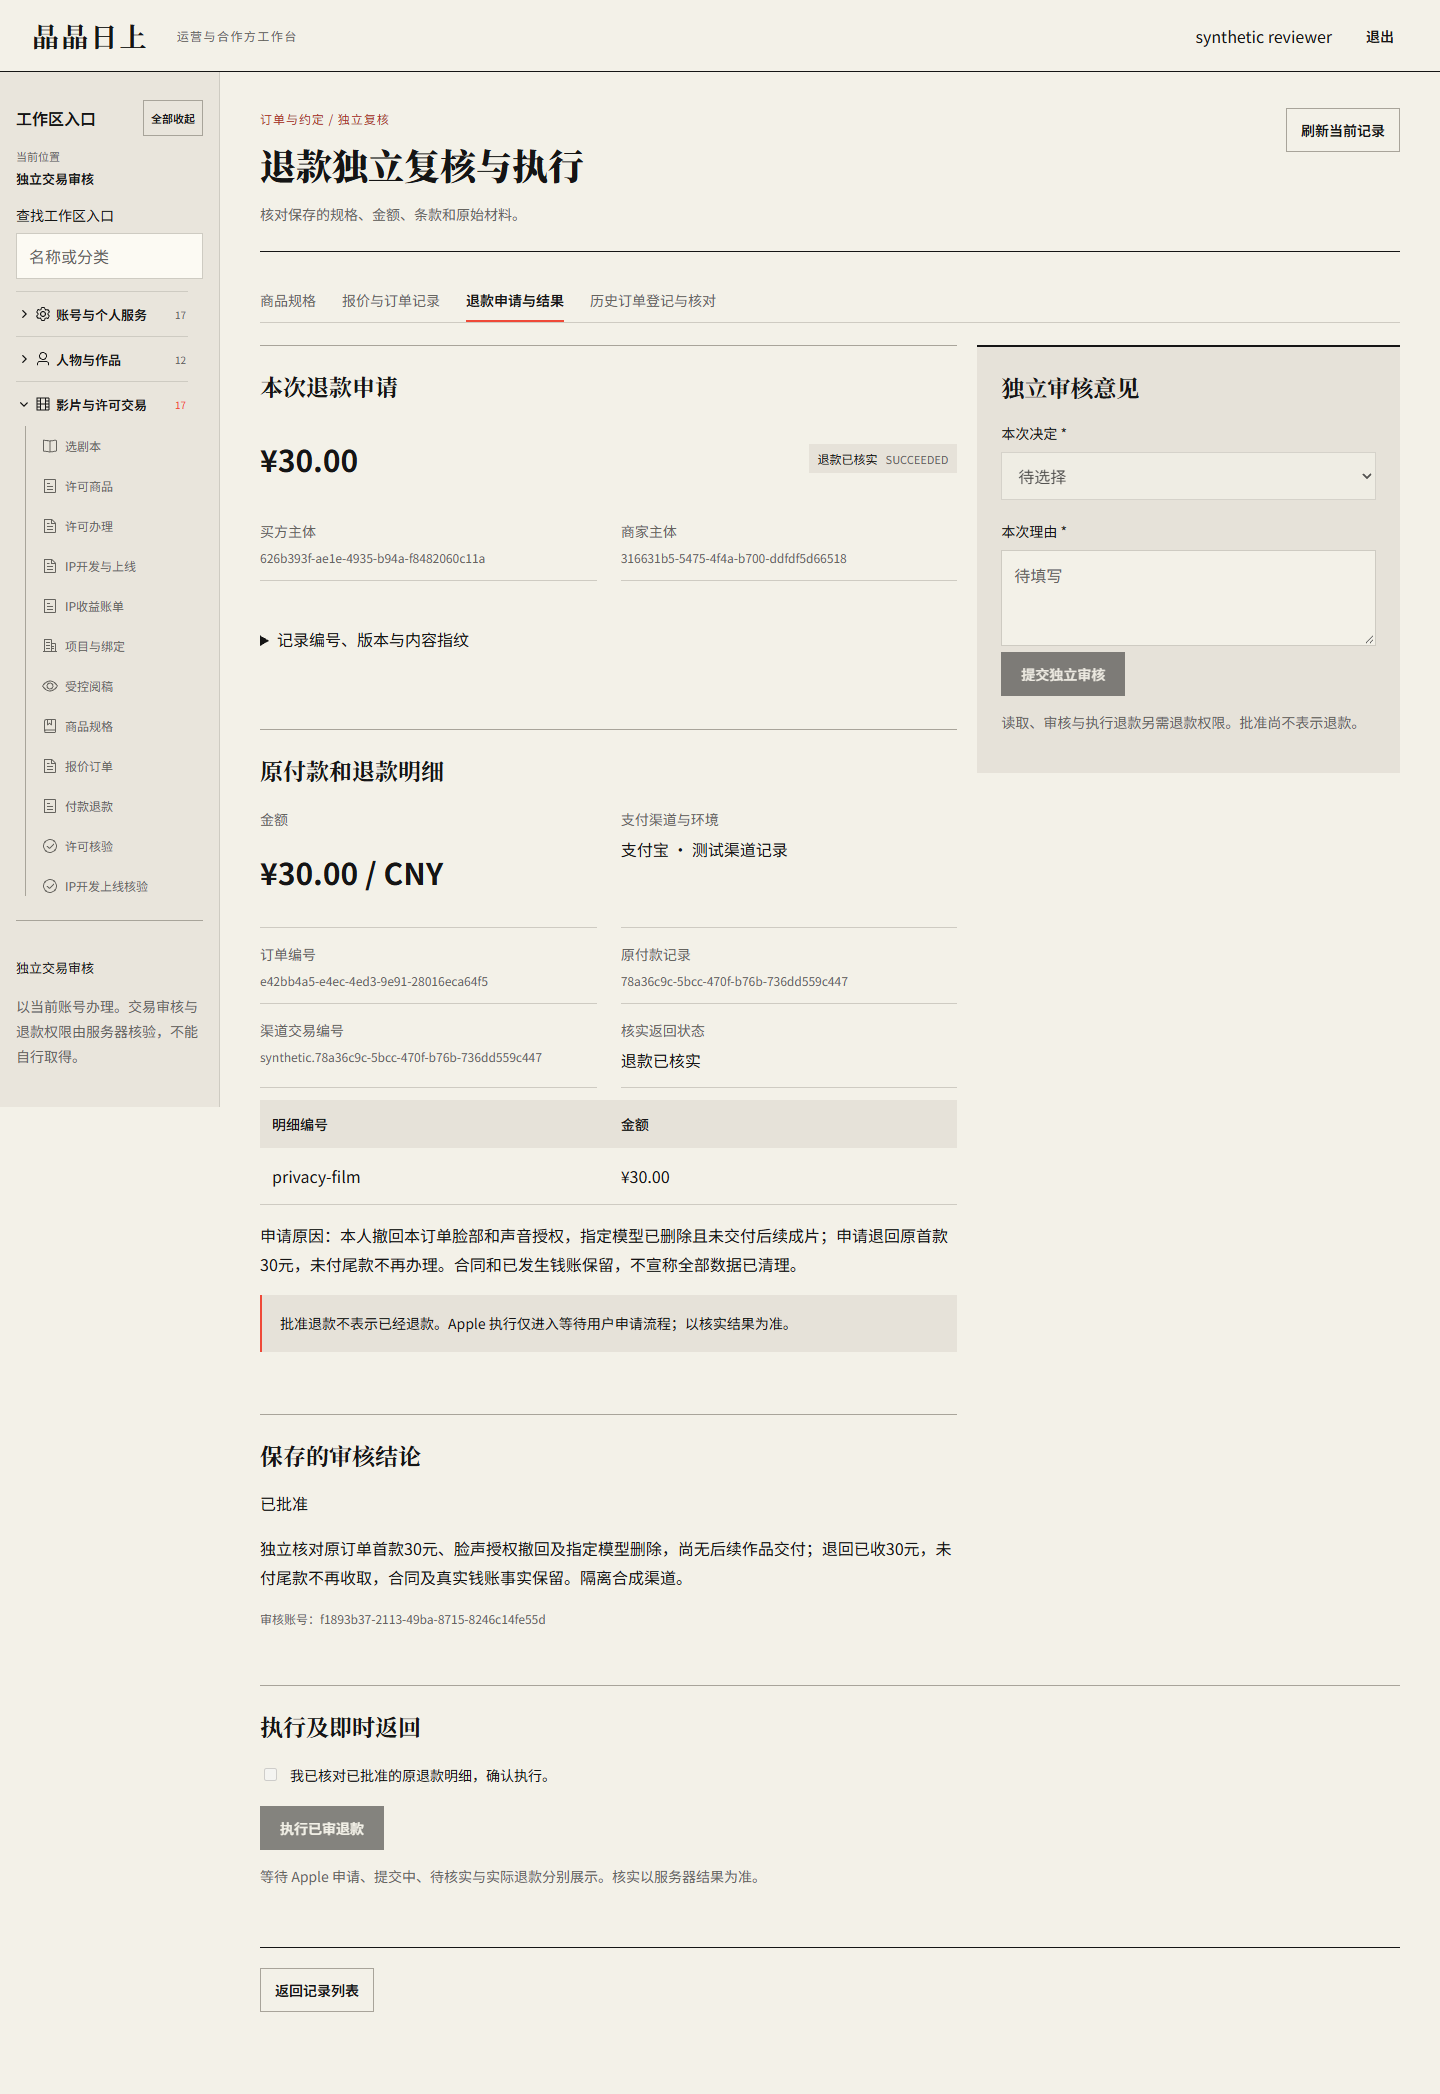 晶晶日上
运营与合作方工作台
synthetic reviewer
退出
工作区入口
全部收起
当前位置
独立交易审核
查找工作区入口
名称或分类
账号与个人服务 17
人物与作品 12
影片与许可交易 17
选剧本
许可商品
许可办理
IP开发与上线
IP收益账单
项目与绑定
受控阅稿
商品规格
报价订单
付款退款
许可核验
IP开发上线核验
独立交易审核
以当前账号办理。交易审核与
退款权限由服务器核验，不能
自行取得。
订单与约定 / 独立复核
退款独立复核与执行
核对保存的规格、金额、条款和原始材料。
刷新当前记录
商品规格
报价与订单记录
退款申请与结果
历史订单登记与核对
本次退款申请
¥30.00
退款已核实 SUCCEEDED
买方主体
626b393f-ae1e-4935-b94a-f8482060c11a
商家主体
316631b5-5475-4f4a-b700-ddfdf5d66518
记录编号、版本与内容指纹
独立审核意见
本次决定 *
待选择
本次理由 *
待填写
提交独立审核
读取、审核与执行退款另需退款权限。批准尚不表示退款。
原付款和退款明细
金额
¥30.00 / CNY
支付渠道与环境
支付宝 · 测试渠道记录
订单编号
e42bb4a5-e4ec-4ed3-9e91-28016eca64f5
原付款记录
78a36c9c-5bcc-470f-b76b-736dd559c447
渠道交易编号
synthetic.78a36c9c-5bcc-470f-b76b-736dd559c447
核实返回状态
退款已核实
明细编号 金额
privacy-film ¥30.00
申请原因：本人撤回本订单脸部和声音授权，指定模型已删除且未交付后续成片；申请退回原首款
30元，未付尾款不再办理。合同和已发生钱账保留，不宣称全部数据已清理。
批准退款不表示已经退款。Apple 执行仅进入等待用户申请流程；以核实结果为准。
保存的审核结论
已批准
独立核对原订单首款30元、脸声授权撤回及指定模型删除，尚无后续作品交付；退回已收30元，未
付尾款不再收取，合同及真实钱账事实保留。隔离合成渠道。
审核账号：f1893b37-2113-49ba-8715-8246c14fe55d
执行及即时返回
我已核对已批准的原退款明细，确认执行。
执行已审退款
等待 Apple 申请、提交中、待核实与实际退款分别展示。核实以服务器结果为准。
返回记录列表